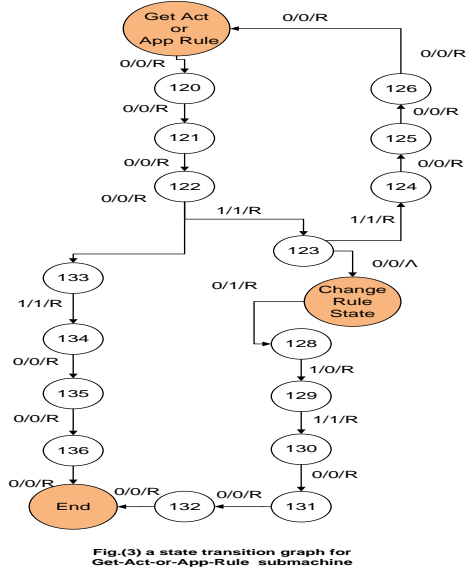 Get Act
or
App Rule
0/0/R
0/0/R
0/0/R
120
126
0/0/R
0/0/R
121
125
0/0/R
0/0/R
122
124
0/0/R
1/1/R
1/1/R
123
0/0/Λ
133
0/1/R
Change
Rule
State
1/1/R
134
128
0/0/R
1/0/R
135
129
0/0/R
1/1/R
136
130
0/0/R
0/0/R
End
0/0/R
132
0/0/R
131
Fig.(3) a state transition graph for
Get-Act-or-App-Rule submachine